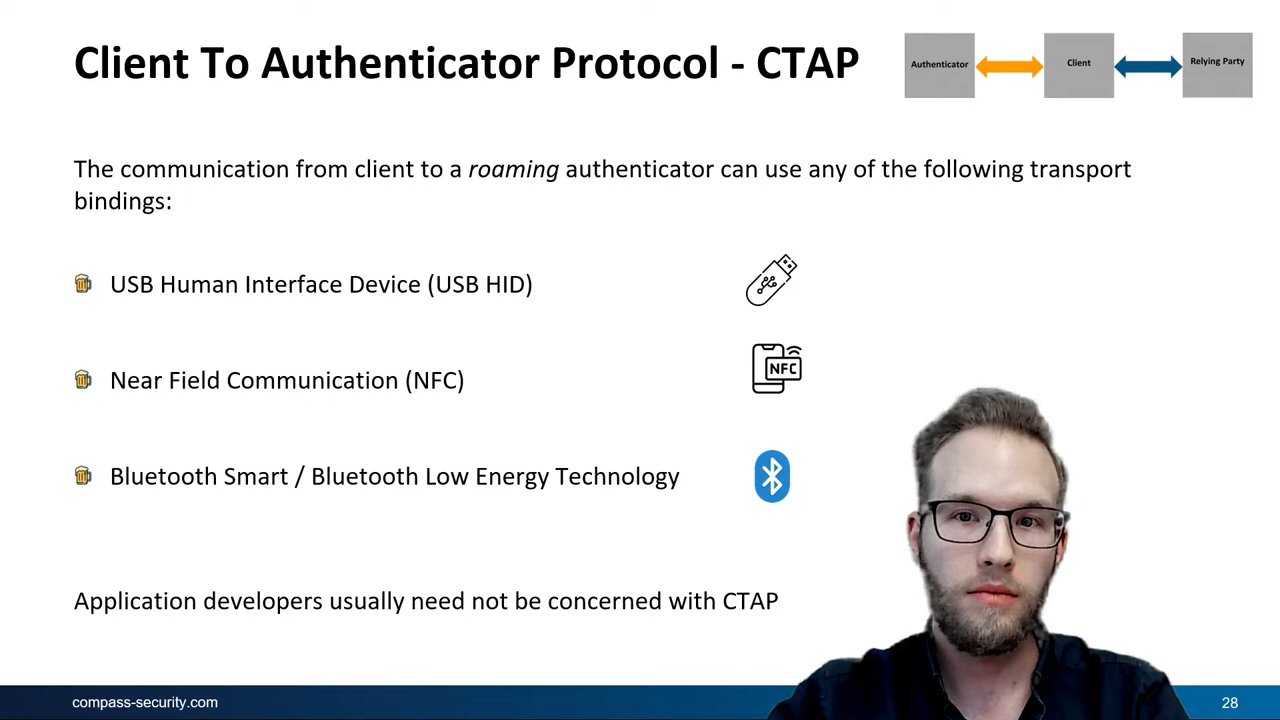 Client To Authenticator Protocol - CTAP
Authenticator
Client
Relying Party
The communication from client to a roaming authenticator can use any of the following transport
bindings:
USB Human Interface Device (USB HID)
Near Field Communication (NFC)
NFC
Bluetooth Smart / Bluetooth Low Energy Technology
Application developers usually need not be concerned with CTAP
compass-security.com
28